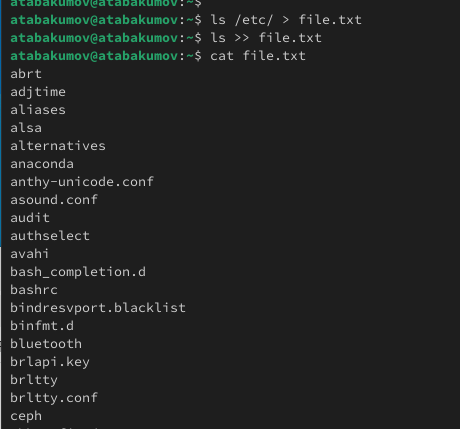 atabakumov@atabakumov:~$
atabakumov@atabakumov:~$ ls /etc/ > file.txt
atabakumov@atabakumov:~$ ls >> file.txt
atabakumov@atabakumov:~$ cat file.txt
abrt
adjtime
aliases
alsa
alternatives
anaconda
anthy-unicode.conf
asound.conf
audit
authselect
avahi
bash_completion.d
bashrc
bindresvport.blacklist
binfmt.d
bluetooth
brlapi.key
brltty
brltty.conf
ceph